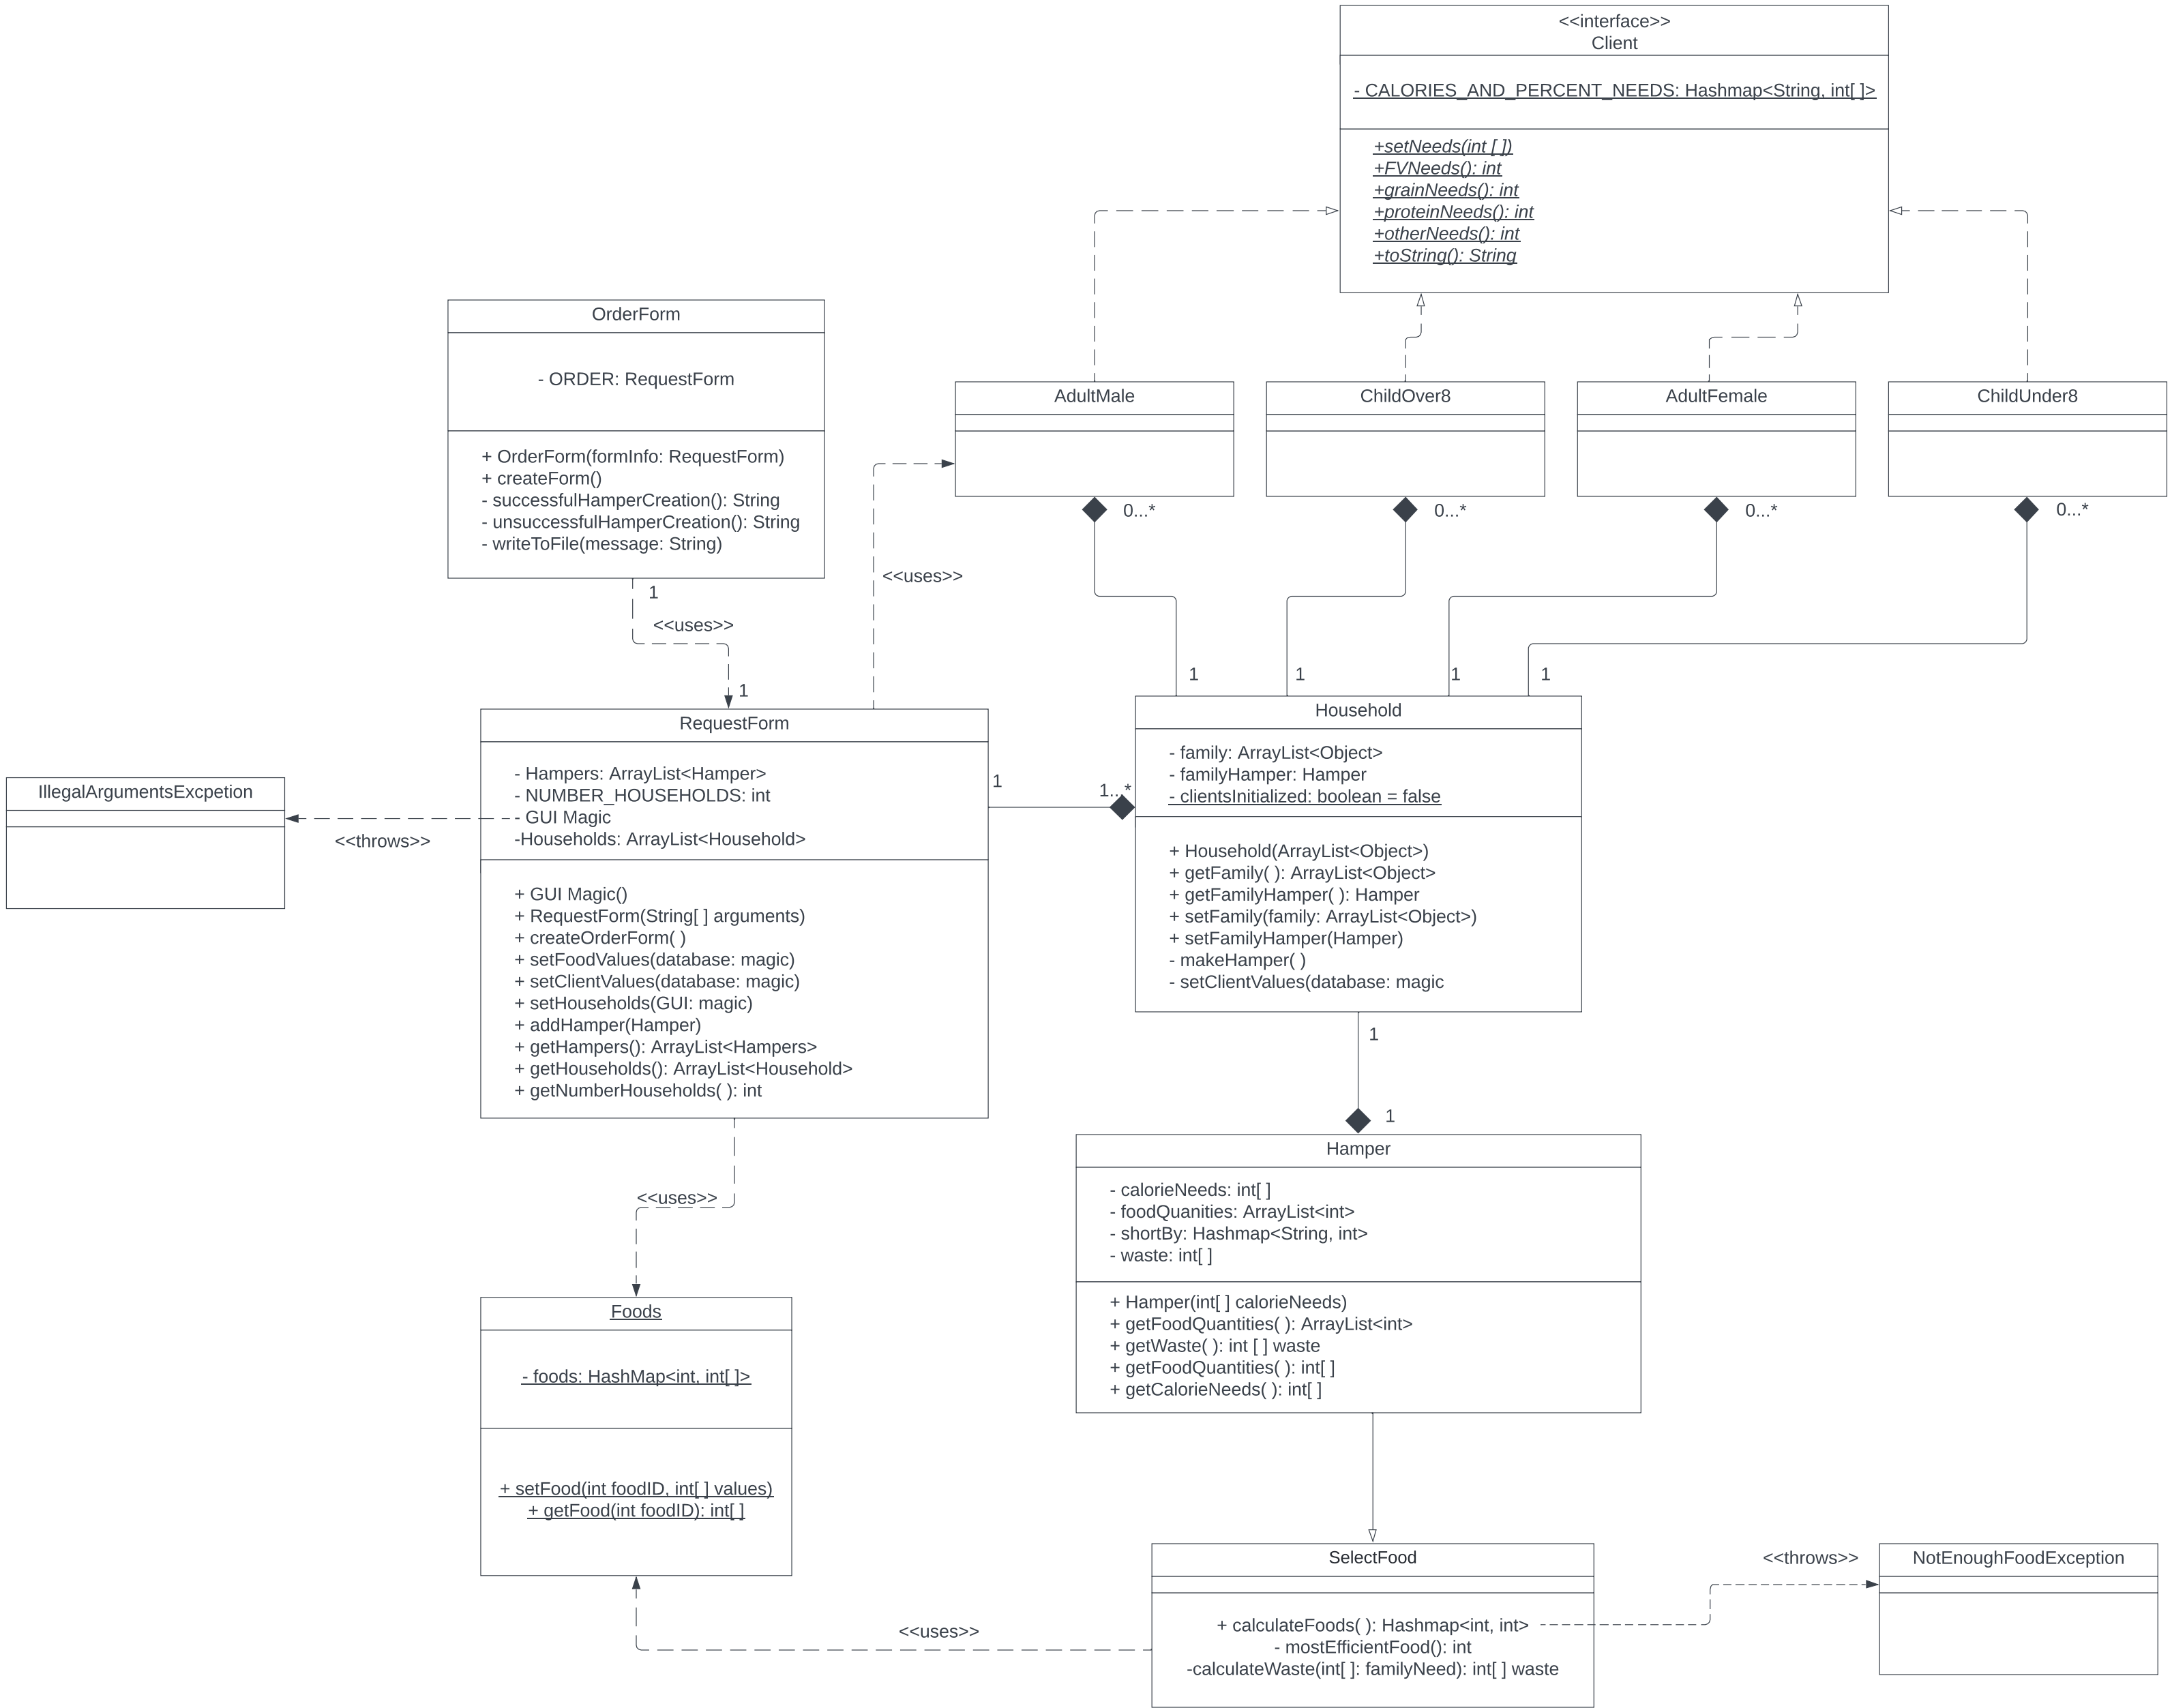 <<interface>>
Client
- CALORIES_AND_PERCENT_NEEDS: Hashmap<String, int[ ]>
+setNeeds(int [ ])
+FVNeeds(): int
+grainNeeds(): int
+proteinNeeds(): int
+otherNeeds(): int
+toString(): String
OrderForm
- ORDER: RequestForm
+ OrderForm(formInfo: RequestForm)
+ createForm()
- successfulHamperCreation(): String
- unsuccessfulHamperCreation(): String
- writeToFile(message: String)
AdultMale
ChildOver8
AdultFemale
ChildUnder8
0...*
0...*
0...*
0...*
<<uses>>
1
<<uses>>
1
1
1
1
1
RequestForm
- Hampers: ArrayList<Hamper>
- NUMBER_HOUSEHOLDS: int
- GUI Magic
-Households: ArrayList<Household>
+ GUI Magic()
+ RequestForm(String[ ] arguments)
+ createOrderForm( )
+ setFoodValues(database: magic)
+ setClientValues(database: magic)
+ setHouseholds(GUI: magic)
+ addHamper(Hamper)
+ getHampers(): ArrayList<Hampers>
+ getHouseholds(): ArrayList<Household>
+ getNumberHouseholds( ): int
1
1...*
Household
- family: ArrayList<Object>
- familyHamper: Hamper
- clientsInitialized: boolean = false
+ Household(ArrayList<Object>)
+ getFamily( ): ArrayList<Object>
+ getFamilyHamper( ): Hamper
+ setFamily(family: ArrayList<Object>)
+ setFamilyHamper(Hamper)
- makeHamper( )
- setClientValues(database: magic
IllegalArgumentsExcpetion
<<throws>>
1
1
<<uses>>
Hamper
- calorieNeeds: int[ ]
- foodQuanities: ArrayList<int>
- shortBy: Hashmap<String, int>
- waste: int[ ]
+ Hamper(int[ ] calorieNeeds)
+ getFoodQuantities( ): ArrayList<int>
+ getWaste( ): int [ ] waste
+ getFoodQuantities( ): int[ ]
+ getCalorieNeeds( ): int[ ]
Foods
- foods: HashMap<int, int[ ]>
+ setFood(int foodID, int[ ] values)
+ getFood(int foodID): int[ ]
<<uses>>
SelectFood
+ calculateFoods( ): Hashmap<int, int>
- mostEfficientFood(): int
-calculateWaste(int[ ]: familyNeed): int[ ] waste
<<throws>>
NotEnoughFoodException